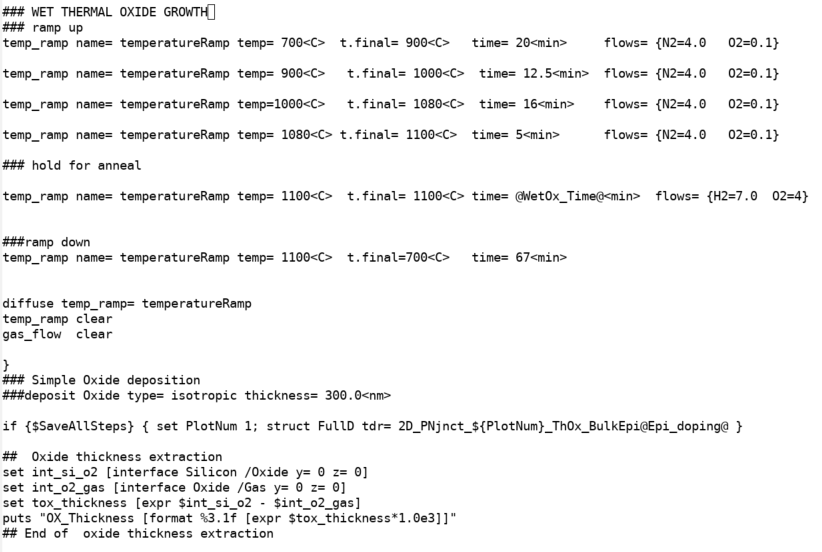 ### WET THERMAL OXIDE GROWTH
### ramp up
temp_ramp name= temperatureRamp temp= 700<C>  t.final= 900<C>   time= 20<min>     flows= {N2=4.0   O2=0.1}
temp_ramp name= temperatureRamp temp= 900<C>   t.final= 1000<C>  time= 12.5<min>  flows= {N2=4.0   O2=0.1}
temp_ramp name= temperatureRamp temp=1000<C>   t.final= 1080<C>  time= 16<min>    flows= {N2=4.0   O2=0.1}
temp_ramp name= temperatureRamp temp= 1080<C> t.final= 1100<C>  time= 5<min>      flows= {N2=4.0   O2=0.1}
### hold for anneal
temp_ramp name= temperatureRamp temp= 1100<C>  t.final= 1100<C> time= @WetOx_Time@<min>  flows= {H2=7.0  O2=4}
###ramp down
temp_ramp name= temperatureRamp temp= 1100<C>  t.final=700<C>   time= 67<min>
diffuse temp_ramp= temperatureRamp
temp_ramp clear
gas_flow  clear
}
### Simple Oxide deposition
###deposit Oxide type= isotropic thickness= 300.0<nm>
if {$SaveAllSteps} { set PlotNum 1; struct FullD tdr= 2D_PNjnct_${PlotNum}_ThOx_BulkEpi@Epi_doping@ }
##  Oxide thickness extraction
set int_si_o2 [interface Silicon /Oxide y= 0 z= 0]
set int_o2_gas [interface Oxide /Gas y= 0 z= 0]
set tox_thickness [expr $int_si_o2 - $int_o2_gas]
puts "OX_Thickness [format %3.1f [expr $tox_thickness*1.0e3]]"
## End of  oxide thickness extraction